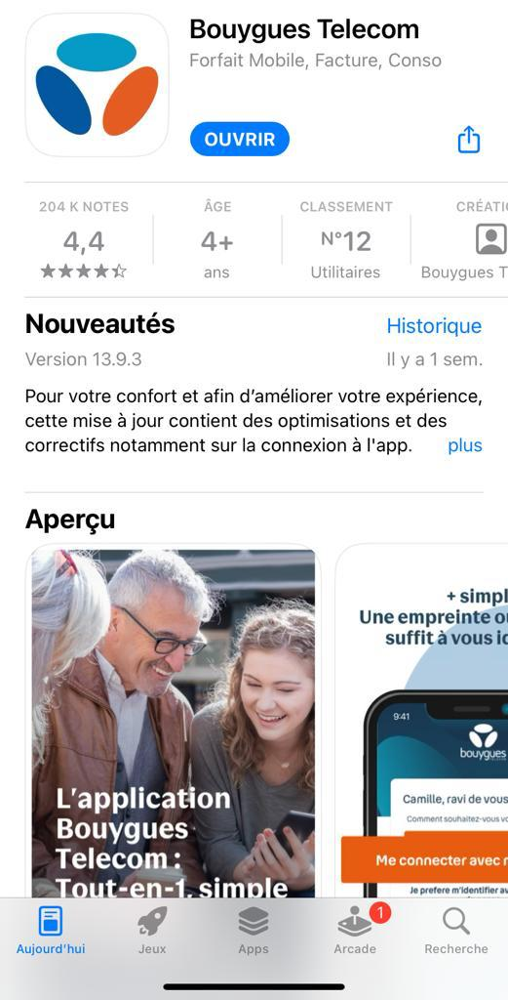 Bouygues Telecom
Forfait Mobile, Facture, Conso
OUVRIR
204 K NOTES
4,4
ÂGE
4+
ans
CLASSEMENT
N°12
Utilitaires
CRÉATI
Bouygues T
Nouveautés
Historique
Version 13.9.3
Il y a 1 sem.
Pour votre confort et afin d’améliorer votre expérience,
cette mise à jour contient des optimisations et des
correctifs notamment sur la connexion à l'app.
plus
Aperçu
L’application
Bouygues
Telecom :
Tout-en-1, simple
+ simpl
Une empreinte o
suffit à vous i
9:41
bouygues
Camille, ravi de vous
Comment souhaitez-vous v
Me connecter avec
Je prefere m'identifier av
Aujourd’hui
Jeux
Apps
1
Arcade
Recherche